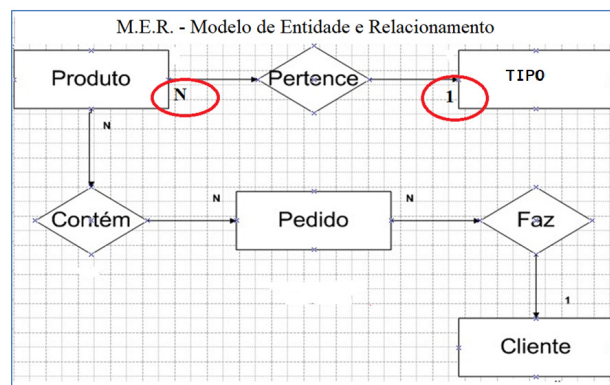 M.E.R. - Modelo de Entidade e Relacionamento
Produto
N
Pertence
1
TIPO
N
Contém
N
Pedido
N
Faz
1
Cliente